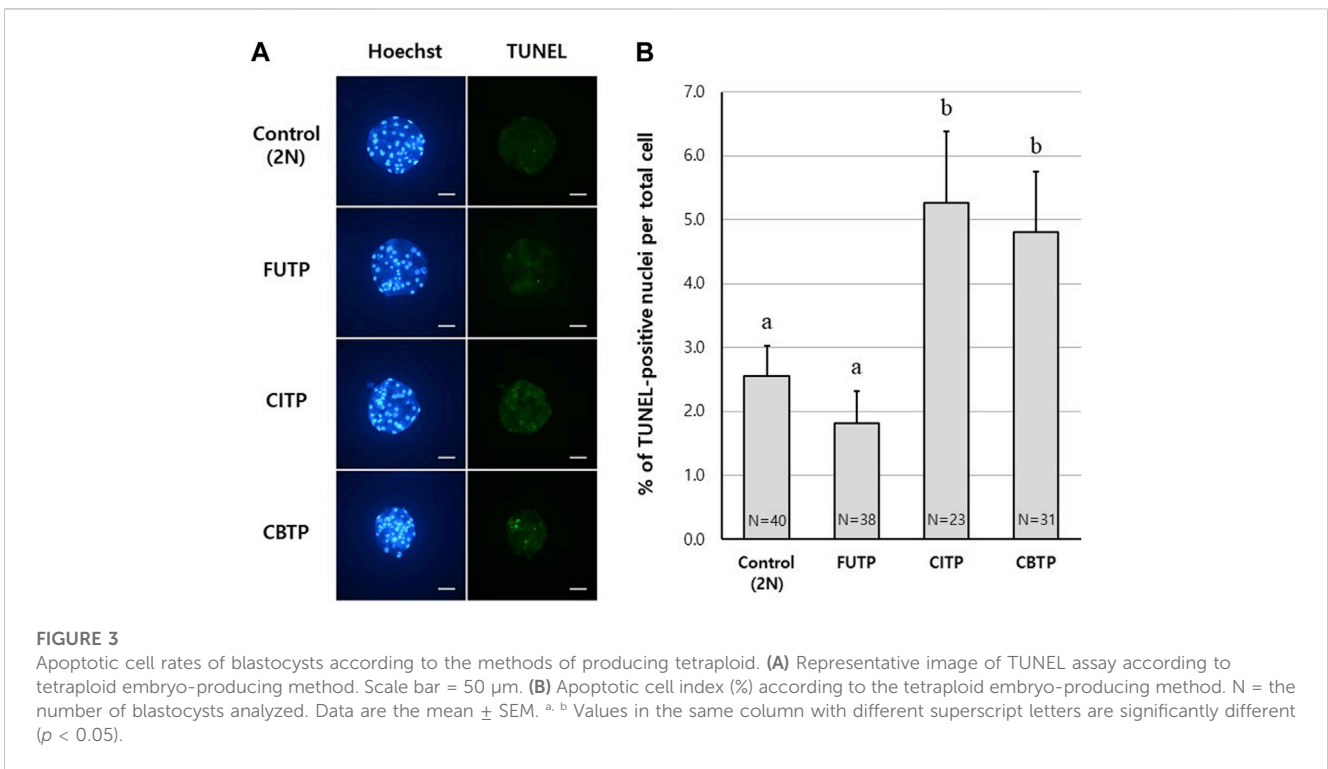 A
Hoechst
TUNEL
Control
(2N)
FUTP
CITP
CBTP
B
% of TUNEL-positive nuclei per total cell
7.0
6.0
5.0
4.0
3.0
2.0
1.0
0.0
a
a
b
b
N=40
N=38
N=23
N=31
Control
(2N)
FUTP
CITP
CBTP
FIGURE 3
Apoptotic cell rates of blastocysts according to the methods of producing tetraploid. (A) Representative image of TUNEL assay according to
tetraploid embryo-producing method. Scale bar = 50 µm. (B) Apoptotic cell index (%) according to the tetraploid embryo-producing method. N = the
number of blastocysts analyzed. Data are the mean ± SEM. a, b Values in the same column with different superscript letters are significantly different
(p < 0.05).